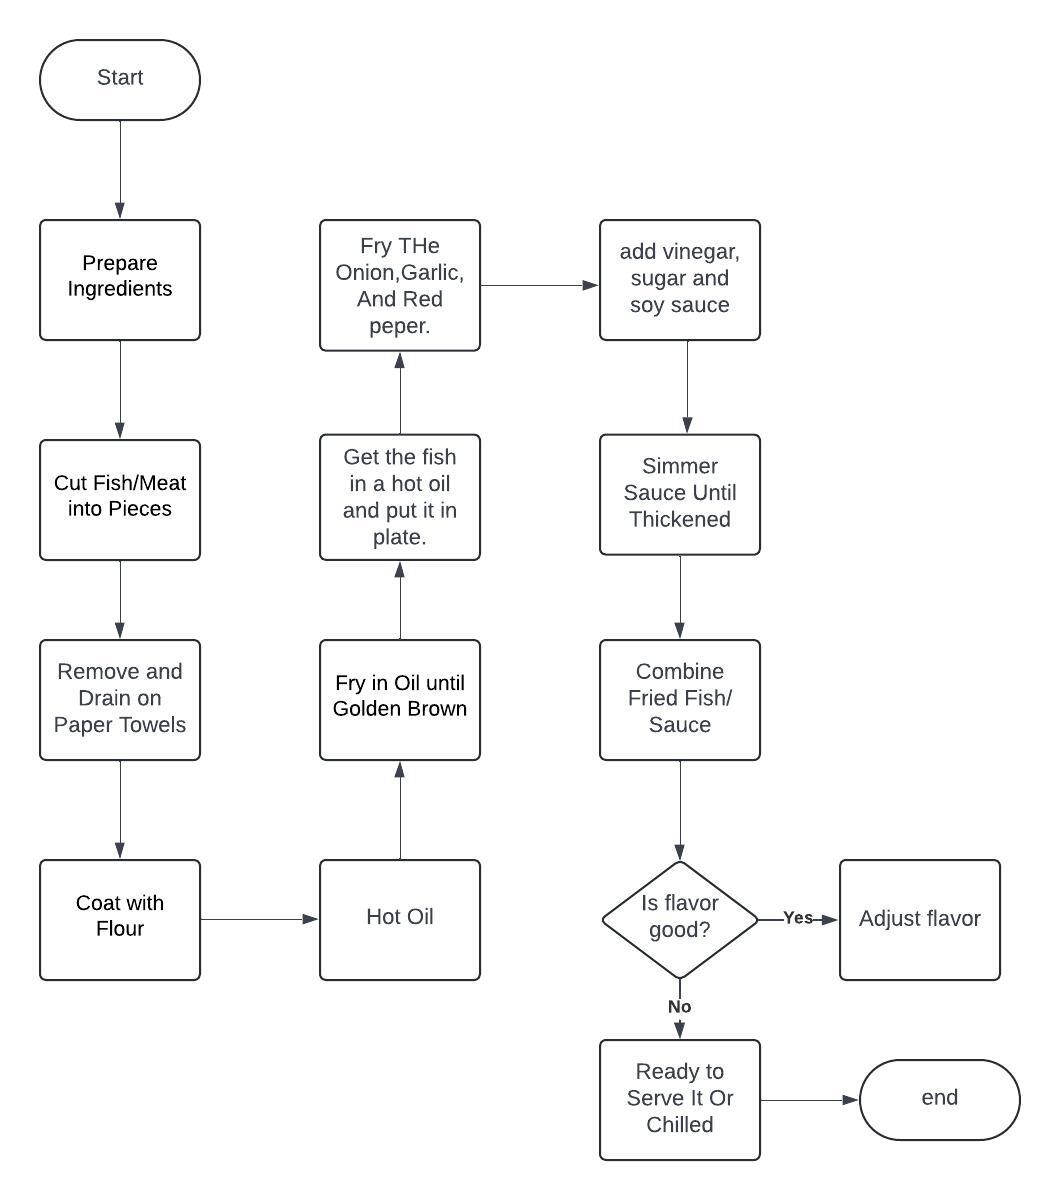 Start
Prepare
Ingredients
Cut Fish/Meat
into Pieces
Remove and
Drain on
Paper Towels
Coat with
Flour
Hot Oil
Fry in Oil until
Golden Brown
Get the fish
in a hot oil
and put it in
plate.
Fry THe
Onion,Garlic,
And Red
peper.
add vinegar,
sugar and
soy sauce
Simmer
Sauce Until
Thickened
Combine
Fried Fish/
Sauce
Is flavor
good?
Yes
Adjust flavor
No
Ready to
Serve It Or
Chilled
end